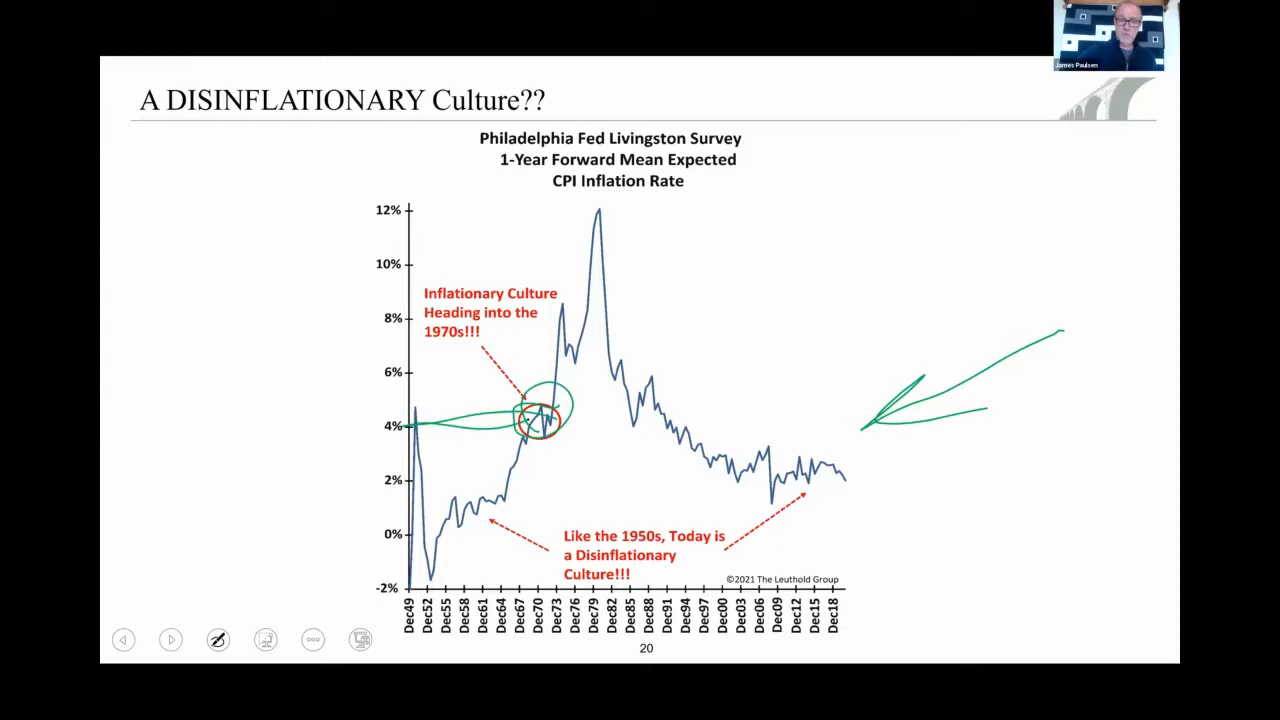 James Paulsen
A DISINFLATIONARY Culture??
Philadelphia Fed Livingston Survey
1-Year Forward Mean Expected
CPI Inflation Rate
12%
10%
8%
6%
4%
2%
0%
-2%
Inflationary Culture
Heading into the
1970s!!!
Like the 1950s, Today is
a Disinflationary
Culture!!!
©2021 The Leuthold Group
Dec49
Dec52
Dec55
Dec58
Dec61
Dec64
Dec67
Dec70
Dec73
Dec76
Dec79
Dec82
Dec85
Dec88
Dec91
Dec94
Dec97
Dec00
Dec03
Dec06
Dec09
Dec12
Dec15
Dec18
20